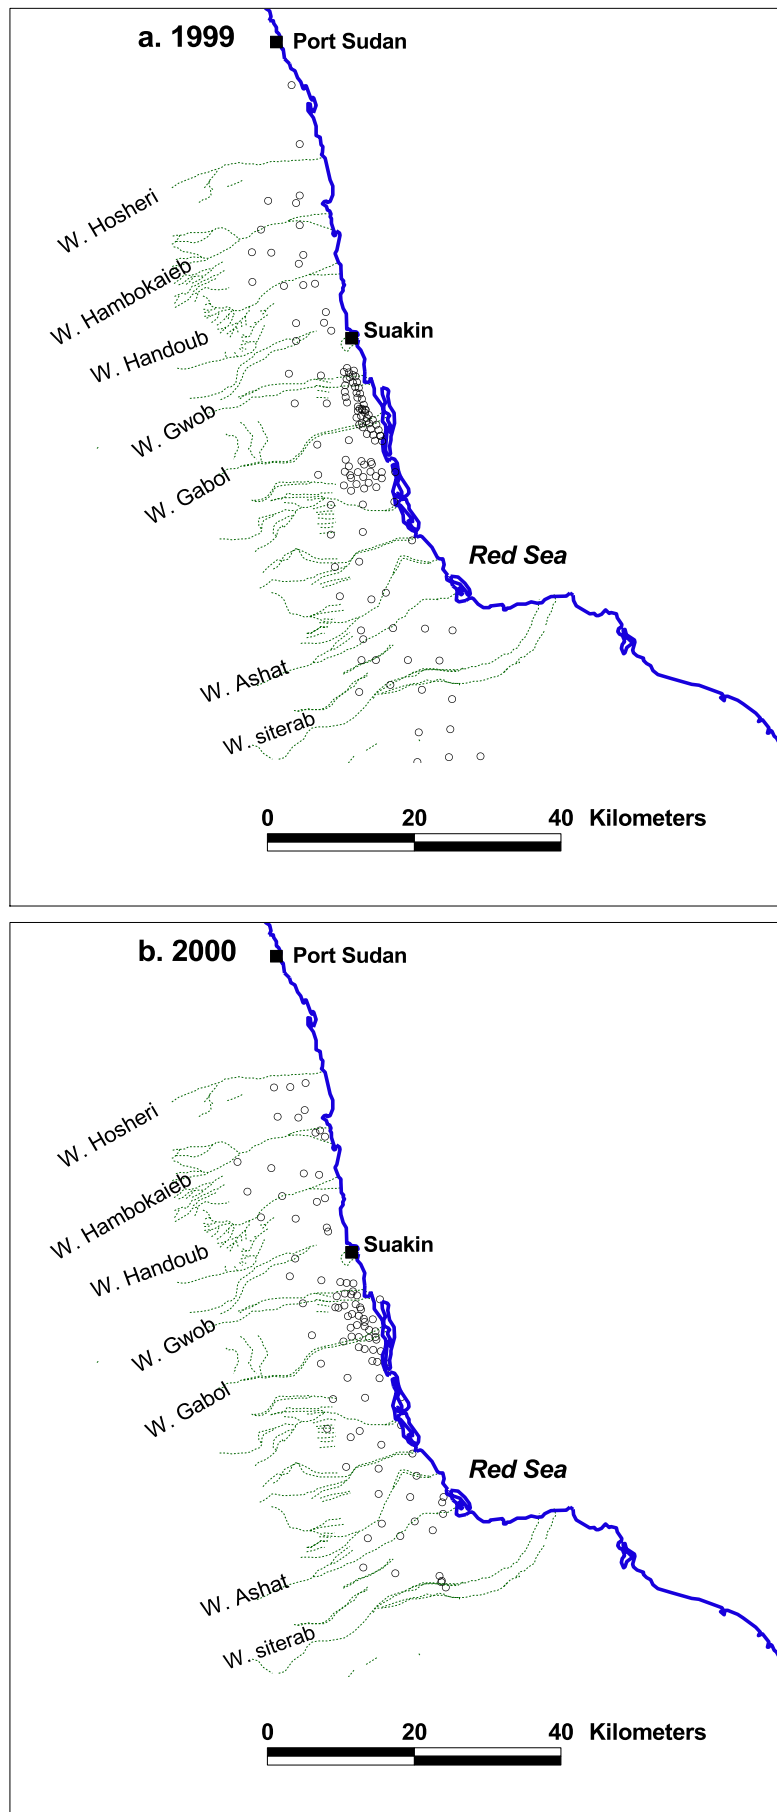 a. 1999
Port Sudan
W. Hosheri
W. Hambokaieb
Suakin
W. Handoub
W. Gwob
W. Gabol
Red Sea
W. Ashat
W. siterab
0 20 40 Kilometers
b. 2000
Port Sudan
W. Hosheri
W. Hambokaieb
Suakin
W. Handoub
W. Gwob
W. Gabol
Red Sea
W. Ashat
W. siterab
0 20 40 Kilometers